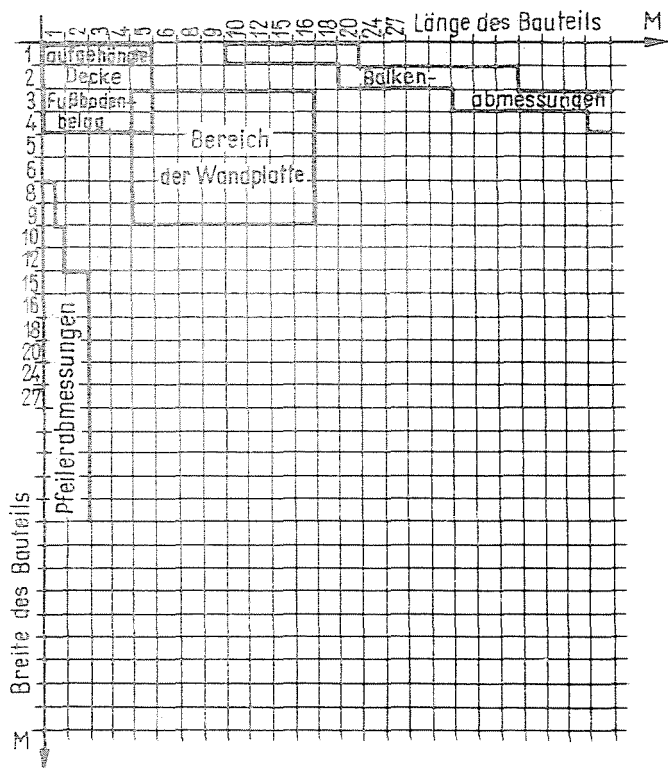 Länge des Bauteils M
1 2 3 4 5 6 8 9 10 12 15 16 18 20 24 27
1 aufgehängte
2 Decke Balken-
3 Fußboden- abmessungen
4 belag
5 Bereich
6 der Wandplatte
8
9
10
12
15
16
18
20
24
27
Pfeilerabmessungen
Breite des Bauteils
M